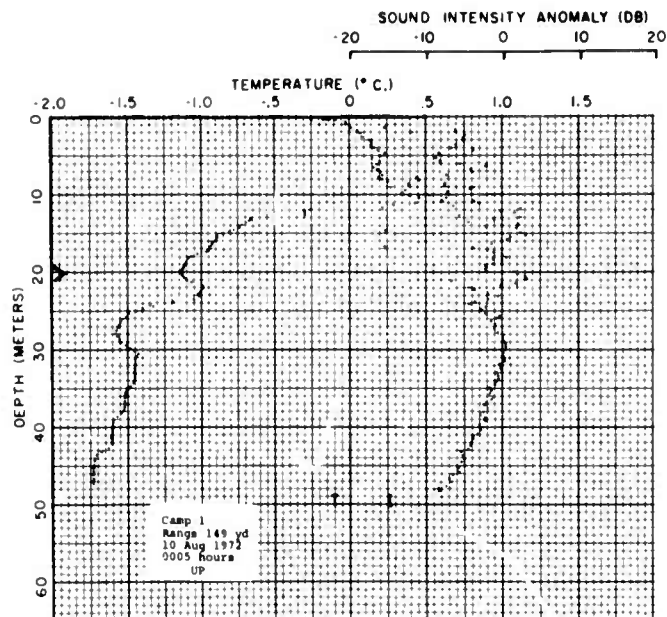 SOUND INTENSITY ANOMALY (DB)
-20 -10 0 10 20
TEMPERATURE (°C.)
-2.0 -1.5 -1.0 -.5 0 .5 1.0 1.5
DEPTH (METERS)
0
10
20
30
40
50
60
Camp 1
Range 149 yd
10 Aug 1972
0005 hours
UP